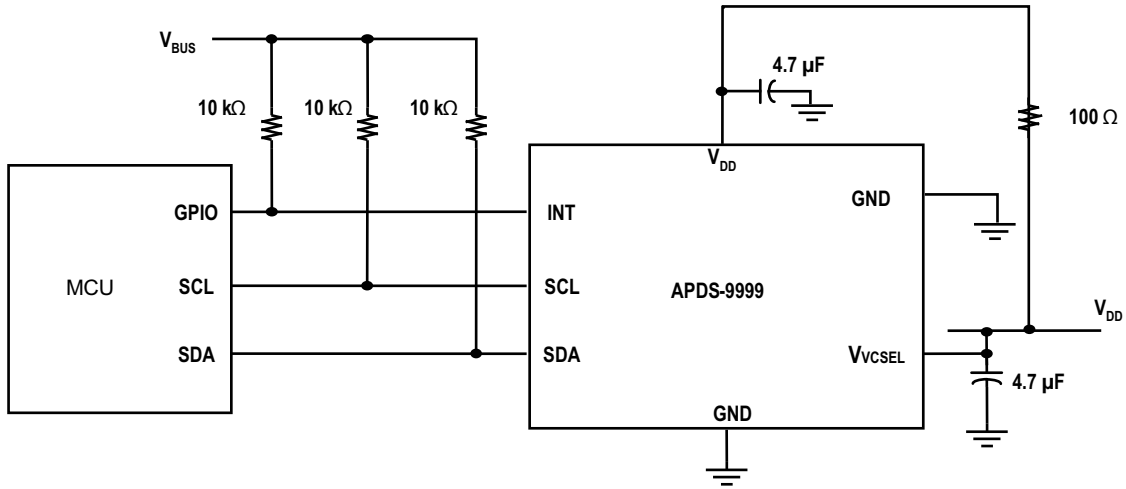 V_BUS
4.7 µF
10 kΩ
10 kΩ
10 kΩ
100 Ω
V_DD
GPIO
INT
GND
MCU
SCL
SCL
APDS-9999
V_DD
SDA
SDA
VVCSEL
4.7 µF
GND